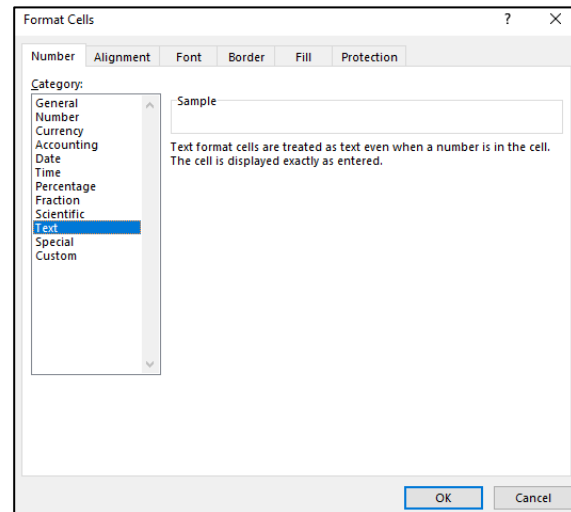 Format Cells ? ×
Number Alignment Font Border Fill Protection
Category:
General
Number
Currency
Accounting
Date
Time
Percentage
Fraction
Scientific
Text
Special
Custom
Sample
Text format cells are treated as text even when a number is in the cell.
The cell is displayed exactly as entered.
OK Cancel